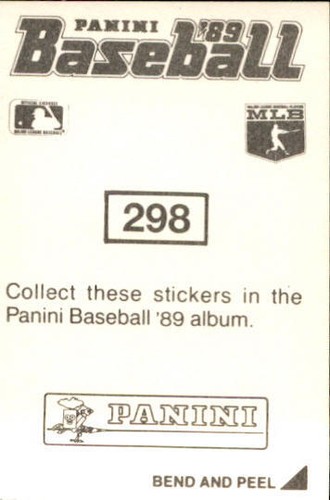 PANINI '89
Baseball
MLB
298
Collect these stickers in the
Panini Baseball '89 album.
PANINI
BEND AND PEEL